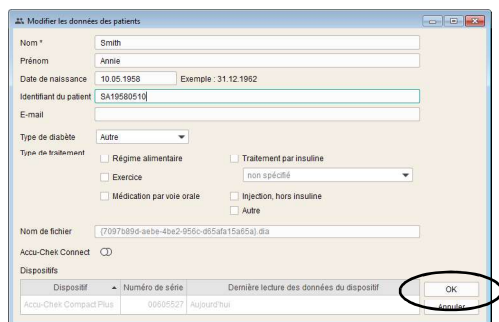 Modifier les données des patients
Nom * Smith
Prénom Annie
Date de naissance 10.05.1958 Exemple : 31.12.1962
Identifiant du patient SA19580510
E-mail
Type de diabète Autre
Type de traitement
Régime alimentaire Traitement par insuline
Exercice non spécifié
Médication par voie orale Injection, hors insuline
Autre
Nom de fichier {7097b89d-aebe-4be2-956c-d65afa15a65a}.dia
Accu-Chek Connect
Dispositifs
Dispositif Numéro de série Dernière lecture des données du dispositif OK
Accu-Chek Compact Plus 00605527 Aujourd'hui Annuler